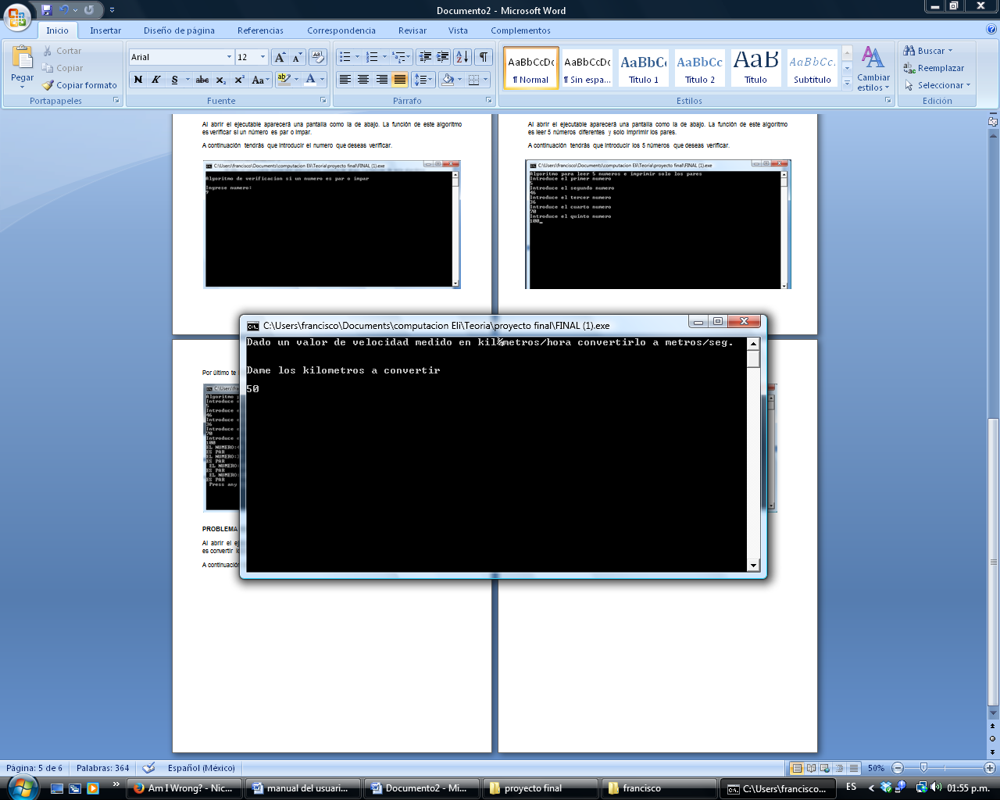 Documento2 - Microsoft Word
Inicio
Insertar
Diseño de página
Referencias
Correspondencia
Revisar
Vista
Complementos
Pegar
Cortar
Copiar
Copiar formato
Portapapeles
Arial
12
N K S abc x₂ x² Aa
Fuente
Párrafo
AaBbCcDc
¶ Normal
AaBbCcDc
¶ Sin espa...
AaBbC
Título 1
AaBbCc
Título 2
AaB
Título
AaBbCc.
Subtítulo
Cambiar
estilos
Estilos
Buscar
Reemplazar
Seleccionar
Edición
Al abrir el ejecutable aparecerá una pantalla como la de abajo. La función de este algoritmo
es verificar si un número es par o impar.
A continuación tendrás que introducir el numero que deseas verificar.
C:\Users\francisco\Documents\computacion Eli\Teoria\proyecto final\FINAL (1).exe
Algoritmo de verificacion si un numero es par o impar
Ingrese numero:
Al abrir el ejecutable aparecerá una pantalla como la de abajo. La función de este algoritmo
es leer 5 números diferentes y solo imprimir los pares.
A continuación tendrás que introducir los 5 números que deseas verificar.
C:\Users\francisco\Documents\computacion Eli\Teoria\proyecto final\FINAL (1).exe
Algoritmo para leer 5 numeros e imprimir solo los pares
Introduce el primer numero
5
Introduce el segundo numero
46
Introduce el tercer numero
36
Introduce el cuarto numero
70
Introduce el quinto numero
100_
C:\Users\francisco\Documents\computacion Eli\Teoria\proyecto final\FINAL (1).exe
Dado un valor de velocidad medido en kil¾metros/hora convertirlo a metros/seg.
Dame los kilometros a convertir
50
Por último te
C:\Users\fran
Algoritmo
Introduce e
5
Introduce e
46
Introduce e
36
Introduce e
70
Introduce e
100
EL NUMERO:
ES PAR
EL NUMERO:
ES PAR
EL NUMERO:
ES PAR
EL NUMERO:
ES PAR
Press any
PROBLEMA
Al abrir el
es convertir
A continuación
Página: 5 de 6
Palabras: 364
Español (México)
50%
Am I Wrong? - Nic...
manual del usuari...
Documento2 - Mi...
proyecto final
francisco
C:\Users\francisco...
ES
01:55 p.m.